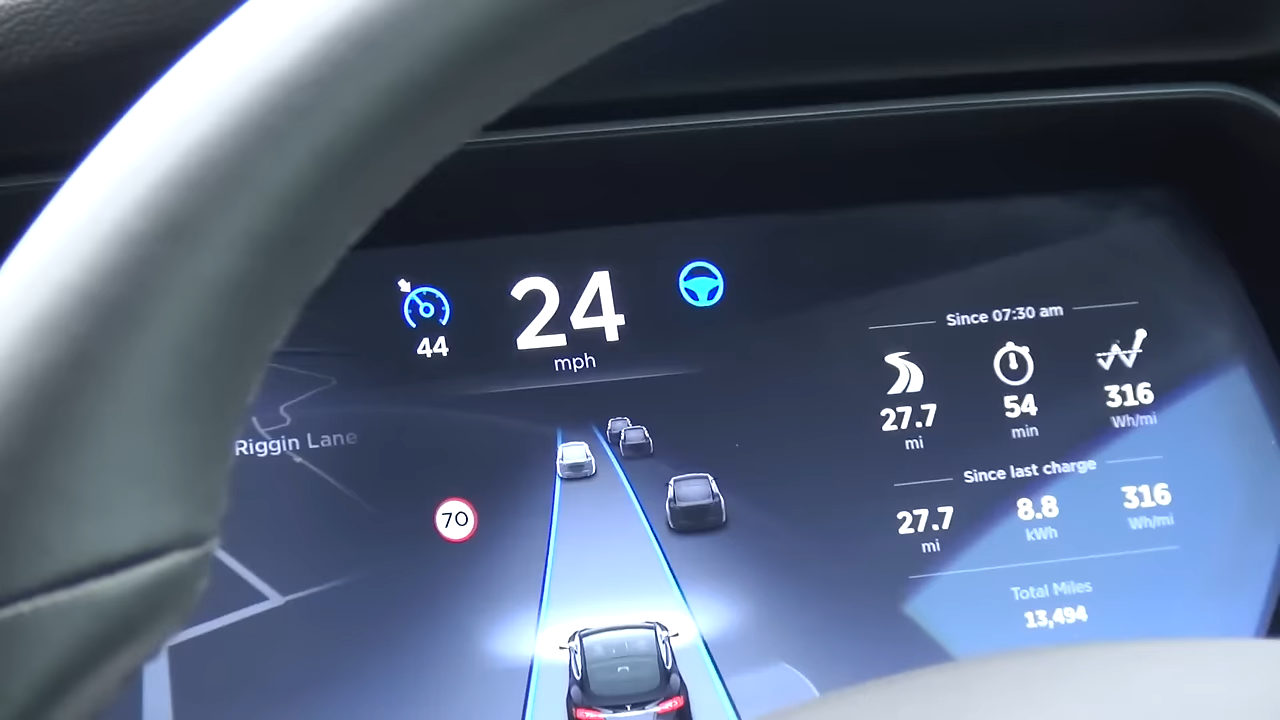 44
24
mph
Riggin Lane
70
Since 07:30 am
27.7 54 316
mi min Wh/mi
Since last charge
27.7 8.8 316
mi kWh Wh/mi
Total Miles
13,494